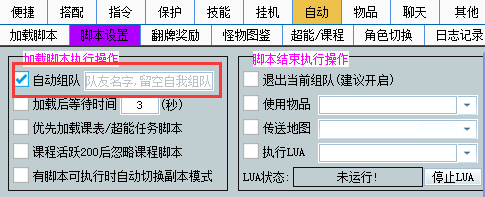 便捷 搭配 指令 保护 技能 挂机 自动 物品 聊天 其他
加载脚本 脚本设置 翻牌奖励 怪物图鉴 超能/课程 角色切换 日志记录
加载脚本执行操作
自动组队 队友名字,留空自我组队
加载后等待时间 3 (秒)
优先加载课表/超能任务脚本
课程活跃200后忽略课程脚本
有脚本可执行时自动切换副本模式
脚本结束执行操作
退出当前组队(建议开启)
使用物品
传送地图
执行LUA
LUA状态: 未运行! 停止LUA